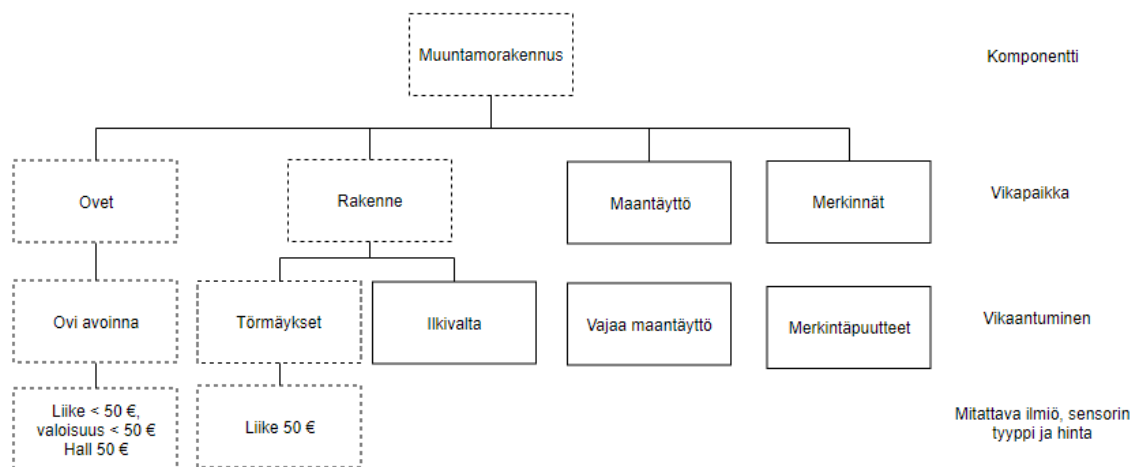 Muuntamorakennus
Komponentti
Ovet
Rakenne
Maantäyttö
Merkinnät
Vikapaikka
Ovi avoinna
Törmäykset
Ilkivalta
Vajaa maantäyttö
Merkintäpuutteet
Vikaantuminen
Liike < 50 €,
valoisuus < 50 €
Hall 50 €
Liike 50 €
Mitattava ilmiö, sensorin
tyyppi ja hinta